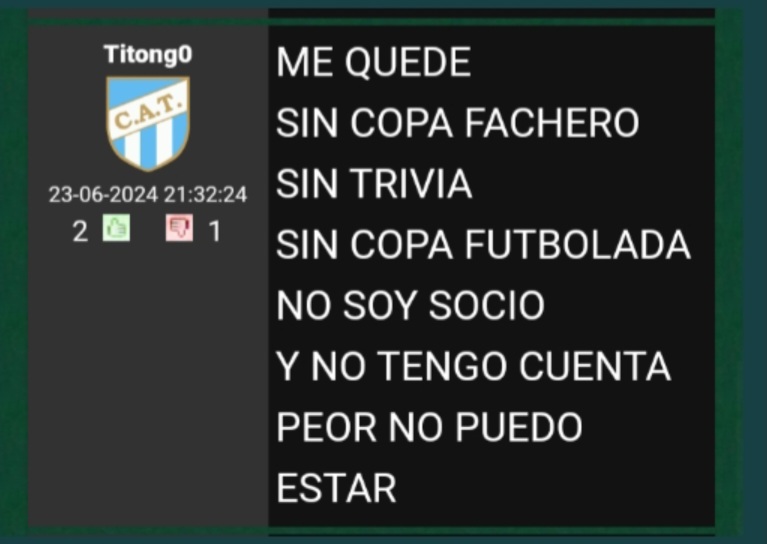 Titong0
C.A.T.
23-06-2024 21:32:24
2 1
ME QUEDE
SIN COPA FACHERO
SIN TRIVIA
SIN COPA FUTBOLADA
NO SOY SOCIO
Y NO TENGO CUENTA
PEOR NO PUEDO
ESTAR